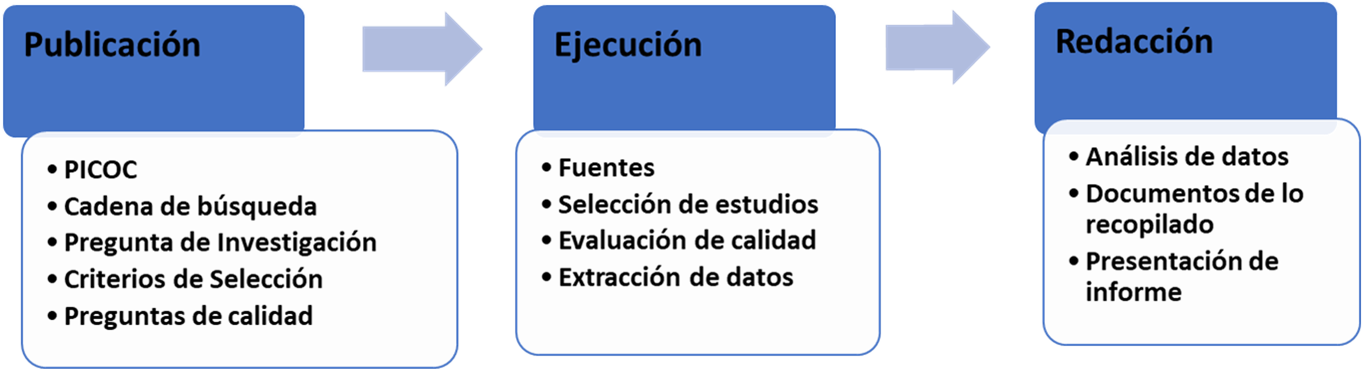 Publicación
• PICOC
• Cadena de búsqueda
• Pregunta de Investigación
• Criterios de Selección
• Preguntas de calidad
Ejecución
• Fuentes
• Selección de estudios
• Evaluación de calidad
• Extracción de datos
Redacción
• Análisis de datos
• Documentos de lo
recopilado
• Presentación de
informe